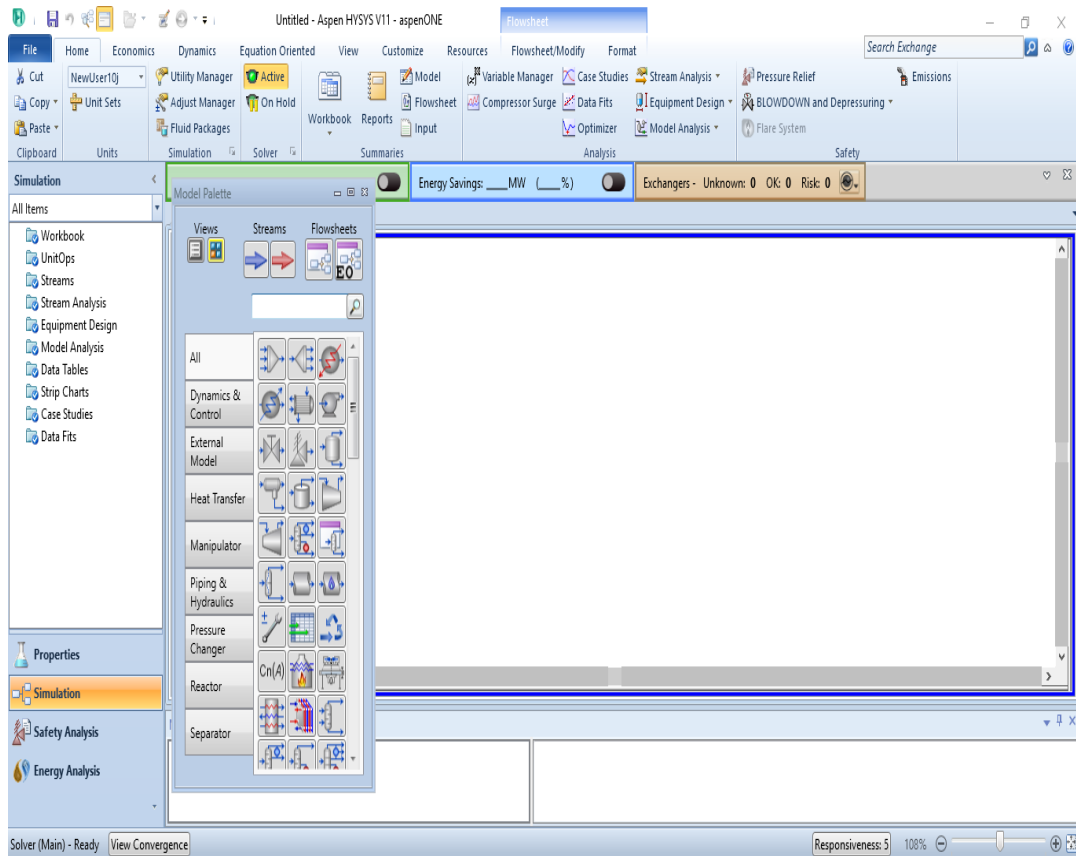 Untitled - Aspen HYSYS V11 - aspenONE
Flowsheet
File Home Economics Dynamics Equation Oriented View Customize Resources Flowsheet/Modify Format
Search Exchange
Cut
Copy
Paste
Clipboard
NewUser10j
Unit Sets
Units
Utility Manager
Adjust Manager
Fluid Packages
Simulation
Active
On Hold
Solver
Workbook
Reports
Model
Flowsheet
Input
Summaries
Variable Manager
Case Studies
Stream Analysis
Compressor Surge
Data Fits
Equipment Design
Optimizer
Model Analysis
Analysis
Pressure Relief
Emissions
BLOWDOWN and Depressuring
Flare System
Safety
Simulation
All Items
Workbook
UnitOps
Streams
Stream Analysis
Equipment Design
Model Analysis
Data Tables
Strip Charts
Case Studies
Data Fits
Properties
Simulation
Safety Analysis
Energy Analysis
Energy Savings: ____MW (____%)
Exchangers - Unknown: 0 OK: 0 Risk: 0
Model Palette
Views Streams Flowsheets
EO
All
Dynamics &
Control
External
Model
Heat Transfer
Manipulator
Piping &
Hydraulics
Pressure
Changer
Reactor
Separator
Cn(A)
Solver (Main) - Ready View Convergence
Responsiveness: 5 108%